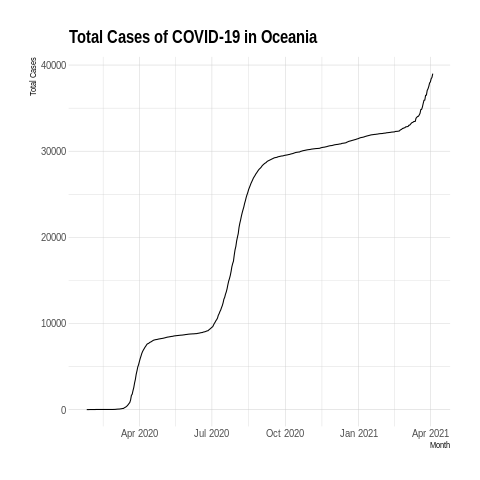 Total Cases of COVID-19 in Oceania
Total Cases
40000
30000
20000
10000
0
Apr 2020 Jul 2020 Oct 2020 Jan 2021 Apr 2021
Month